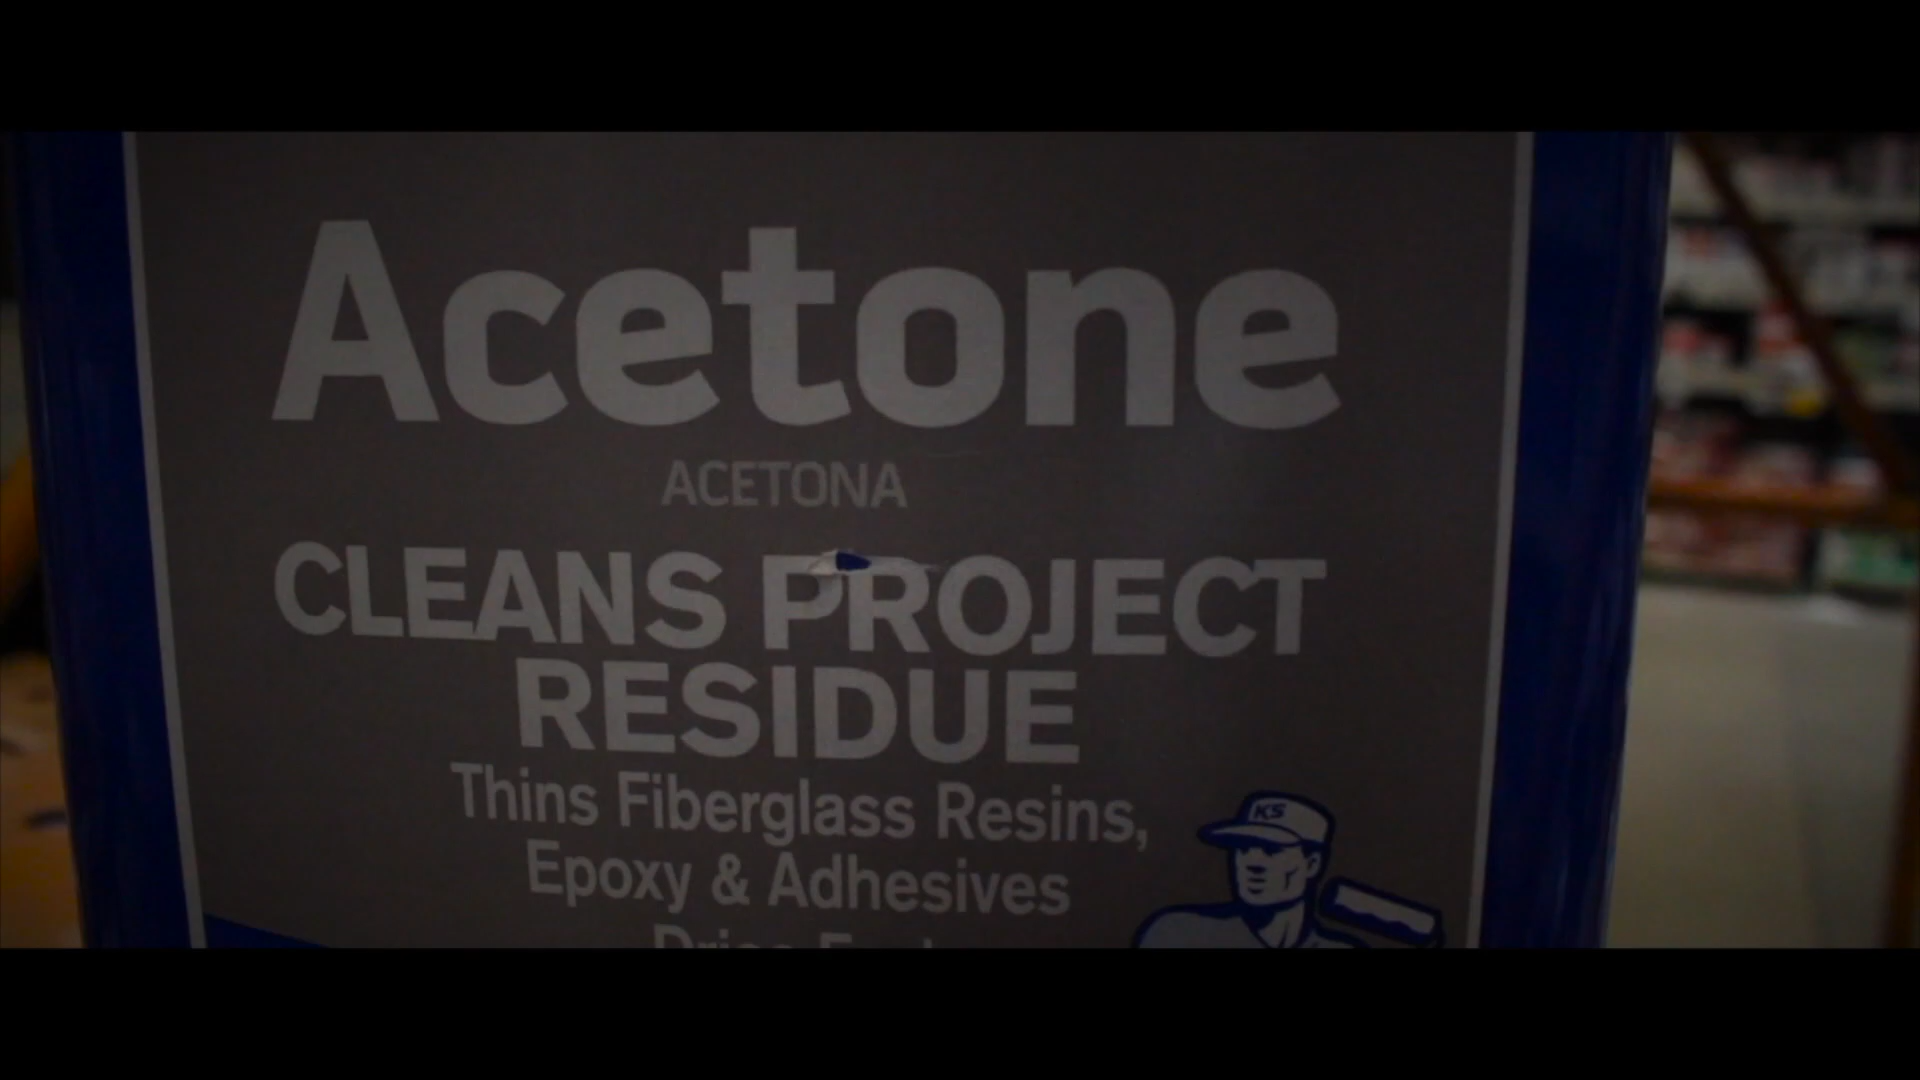 Acetone
ACETONA
CLEANS PROJECT
RESIDUE
Thins Fiberglass Resins,
Epoxy & Adhesives
KS